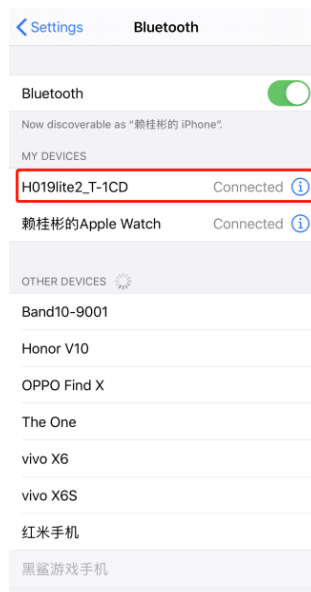 Settings Bluetooth
Bluetooth
Now discoverable as “赖桂彬的 iPhone”.
MY DEVICES
H019lite2_T-1CD Connected
赖桂彬的Apple Watch Connected
OTHER DEVICES
Band10-9001
Honor V10
OPPO Find X
The One
vivo X6
vivo X6S
红米手机
黑鲨游戏手机